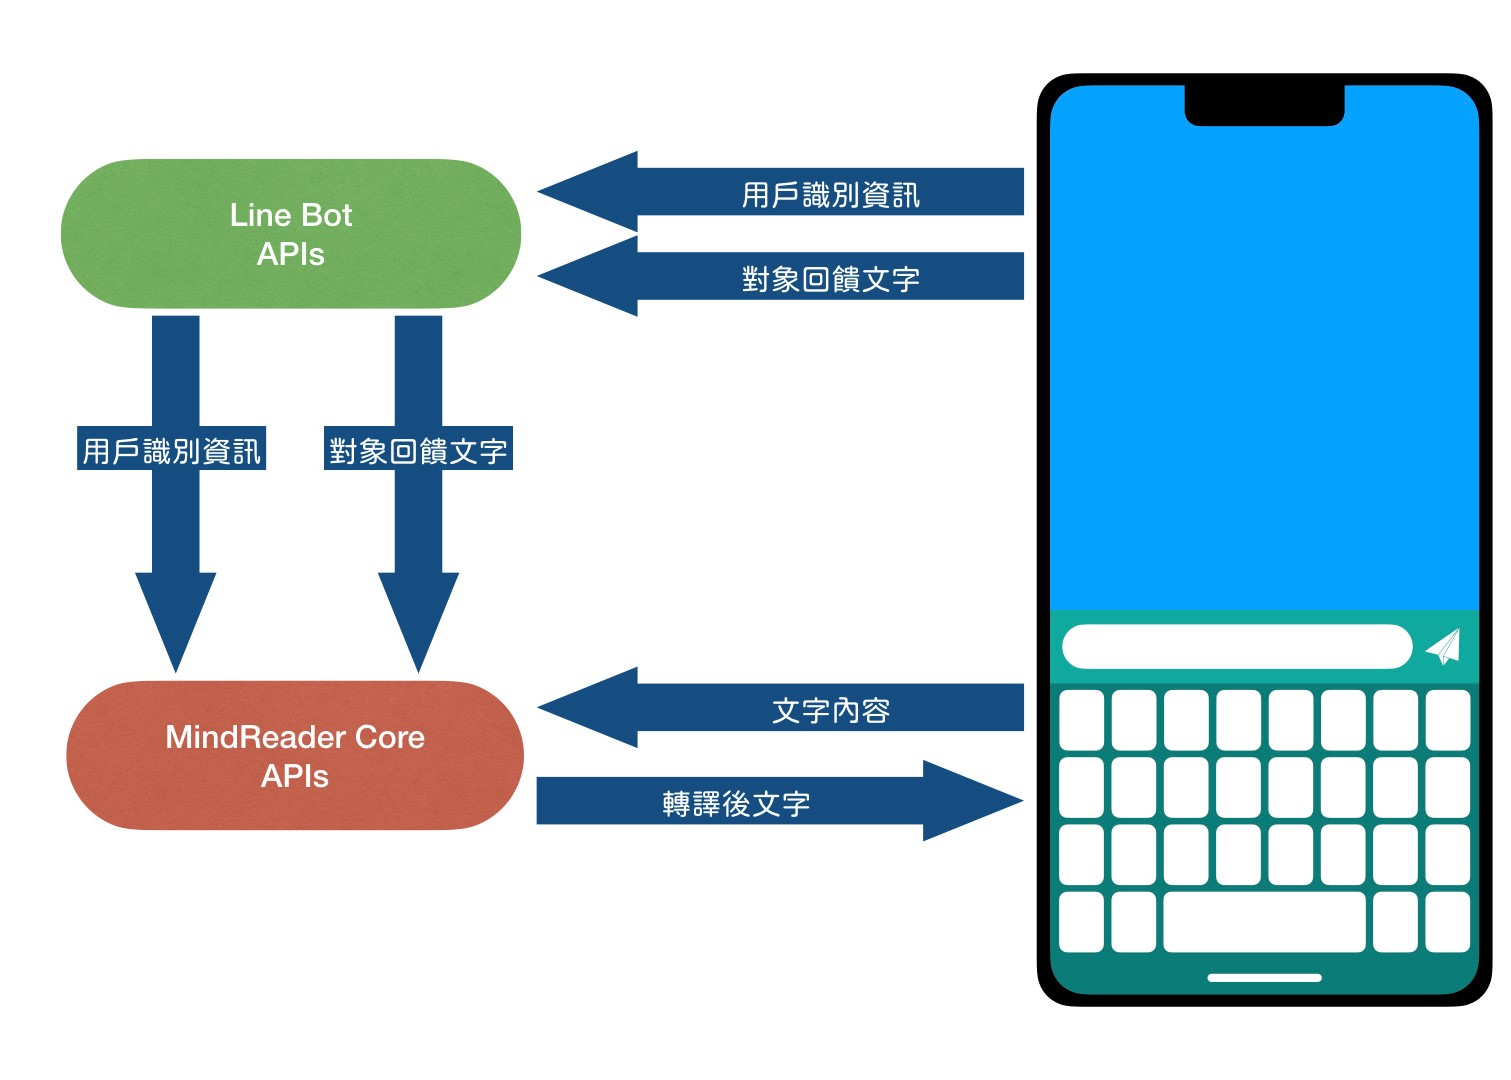 Line Bot
APIs
用戶識別資訊
對象回饋文字
用戶識別資訊
對象回饋文字
MindReader Core
APIs
文字內容
轉譯後文字